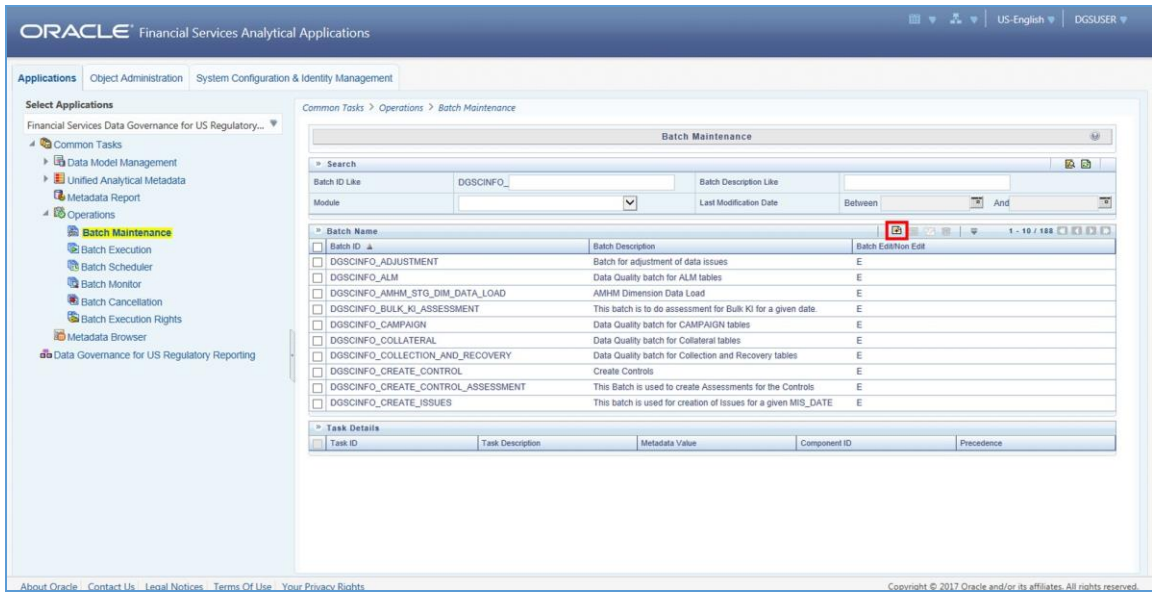 ORACLE® Financial Services Analytical Applications
US-English
DGSUSER
Applications
Object Administration
System Configuration & Identity Management
Select Applications
Financial Services Data Governance for US Regulatory...
Common Tasks
Data Model Management
Unified Analytical Metadata
Metadata Report
Operations
Batch Maintenance
Batch Execution
Batch Scheduler
Batch Monitor
Batch Cancellation
Batch Execution Rights
Metadata Browser
Data Governance for US Regulatory Reporting
Common Tasks > Operations > Batch Maintenance
Batch Maintenance
» Search
Batch ID Like DGSCINFO_ Batch Description Like
Module Last Modification Date Between And
» Batch Name 1 - 10 / 188
Batch ID Batch Description Batch Edit/Non Edit
DGSCINFO_ADJUSTMENT Batch for adjustment of data issues E
DGSCINFO_ALM Data Quality batch for ALM tables E
DGSCINFO_AMHM_STG_DIM_DATA_LOAD AMHM Dimension Data Load E
DGSCINFO_BULK_KI_ASSESSMENT This batch is to do assessment for Bulk KI for a given date. E
DGSCINFO_CAMPAIGN Data Quality batch for CAMPAIGN tables E
DGSCINFO_COLLATERAL Data Quality batch for Collateral tables E
DGSCINFO_COLLECTION_AND_RECOVERY Data Quality batch for Collection and Recovery tables E
DGSCINFO_CREATE_CONTROL Create Controls E
DGSCINFO_CREATE_CONTROL_ASSESSMENT This Batch is used to create Assessments for the Controls E
DGSCINFO_CREATE_ISSUES This batch is used for creation of Issues for a given MIS_DATE E
» Task Details
Task ID Task Description Metadata Value Component ID Precedence
About Oracle Contact Us Legal Notices Terms Of Use Your Privacy Rights
Copyright © 2017 Oracle and/or its affiliates. All rights reserved.